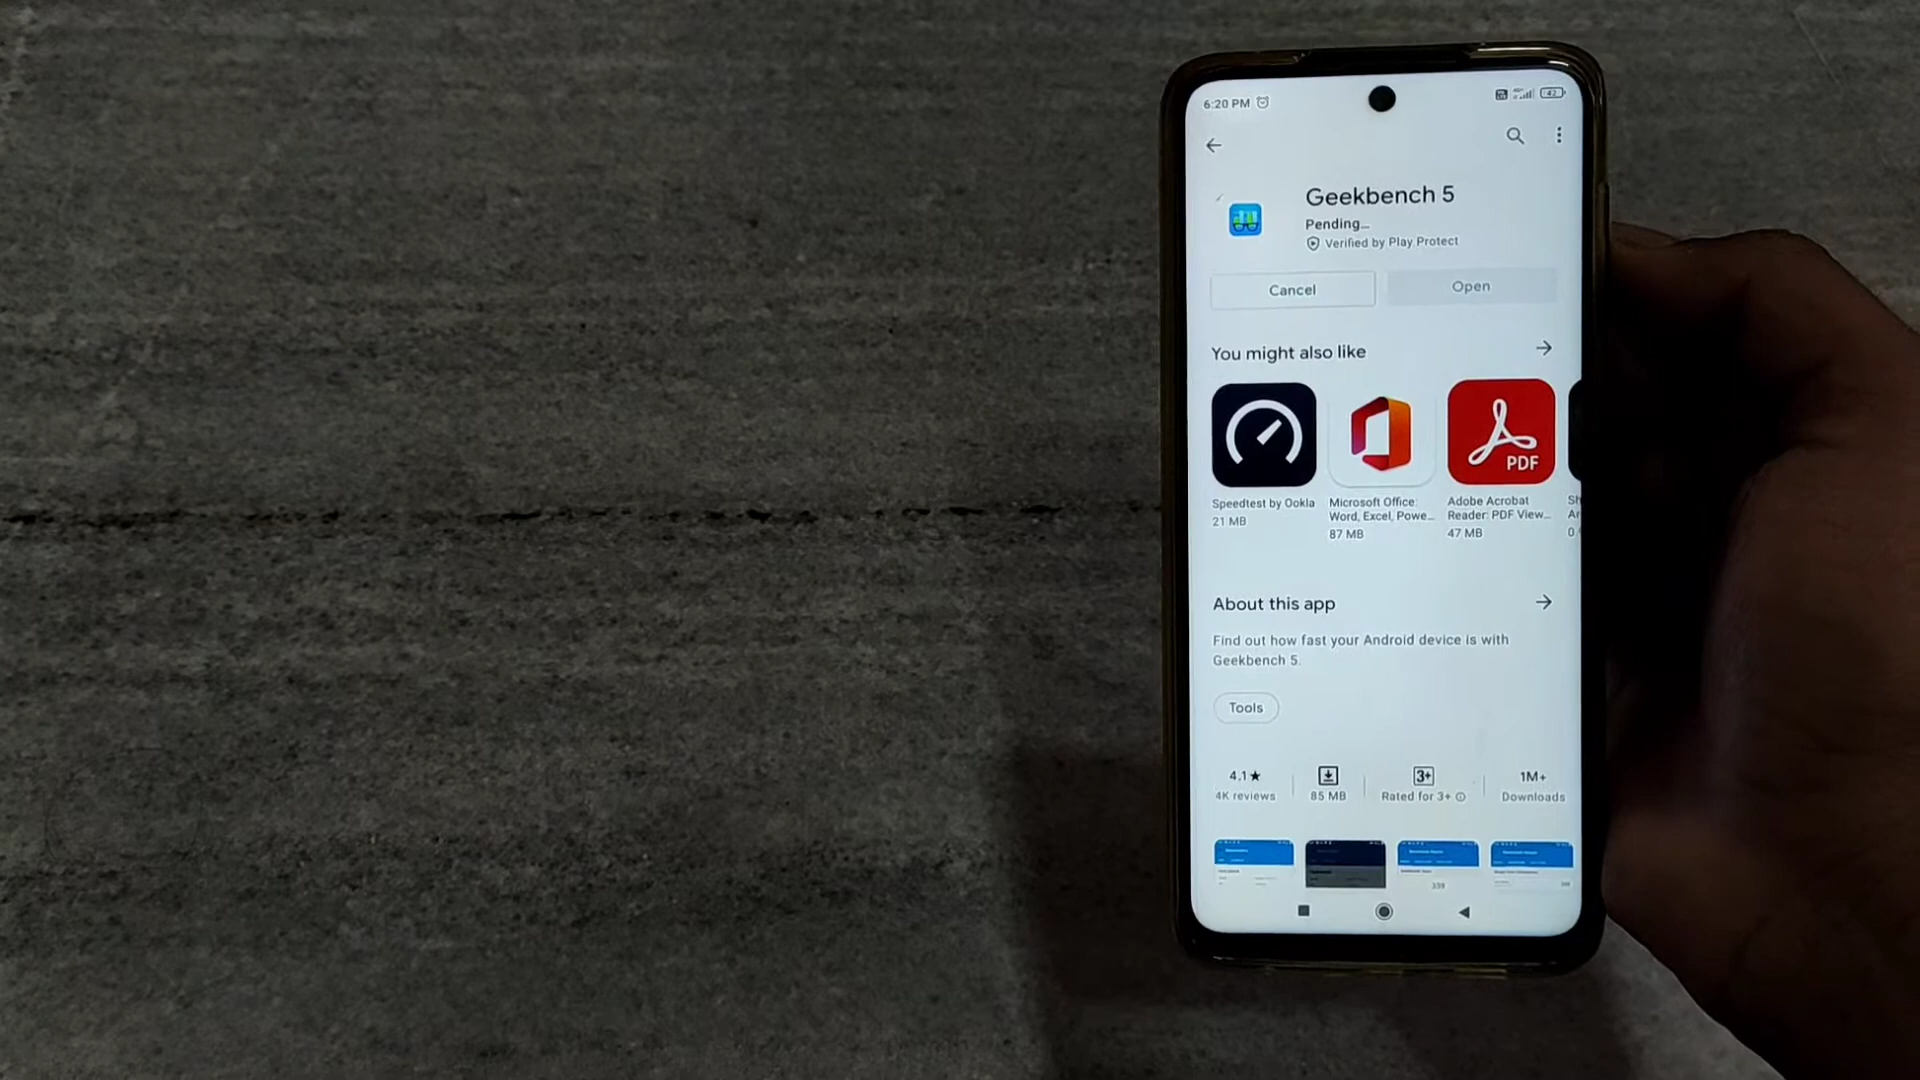 6:20 PM
42
Geekbench 5
Pending...
Verified by Play Protect
Cancel
Open
You might also like
PDF
Speedtest by Ookla
21 MB
Microsoft Office:
Word, Excel, Powe...
87 MB
Adobe Acrobat
Reader: PDF View...
47 MB
About this app
Find out how fast your Android device is with
Geekbench 5.
Tools
4.1★
4K reviews
85 MB
3+
Rated for 3+
1M+
Downloads
339